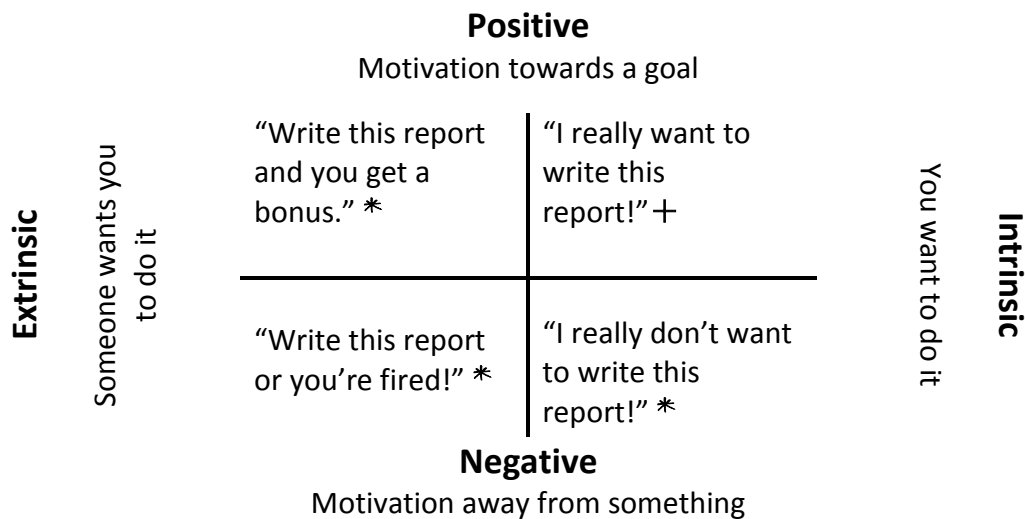 Positive
Motivation towards a goal
Extrinsic
Someone wants you
to do it
“Write this report
and you get a
bonus.” *
“I really want to
write this
report!” +
“Write this report
or you’re fired!” *
“I really don’t want
to write this
report!” *
You want to do it
Intrinsic
Negative
Motivation away from something